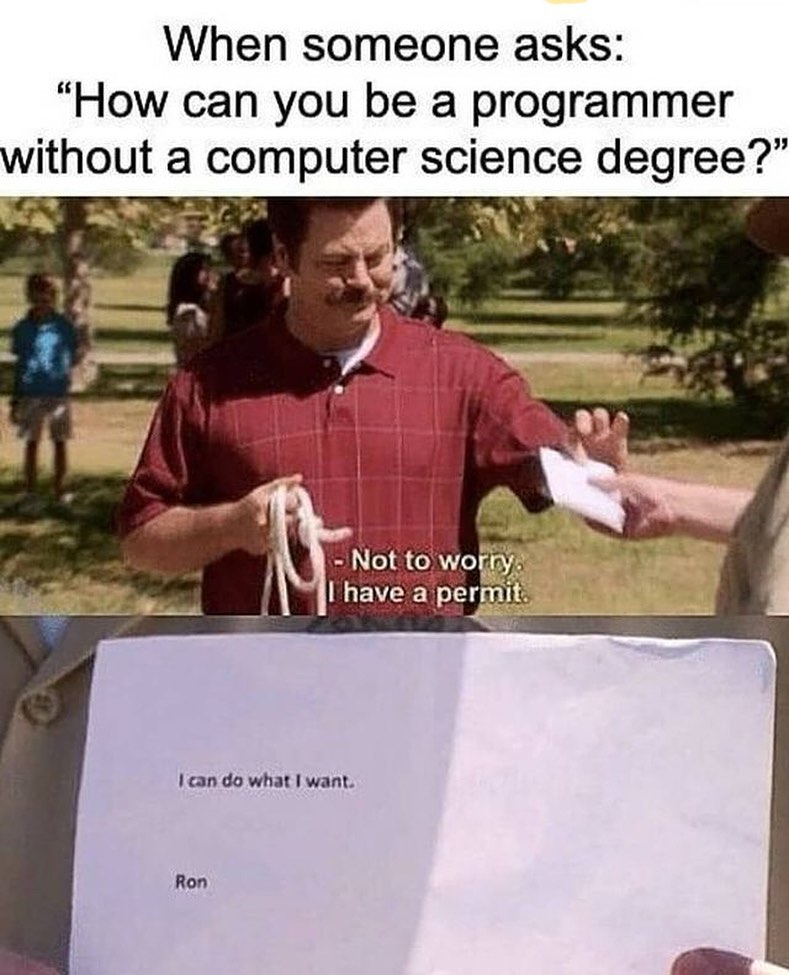 When someone asks:
“How can you be a programmer
without a computer science degree?”
- Not to worry.
I have a permit.
I can do what I want.
Ron